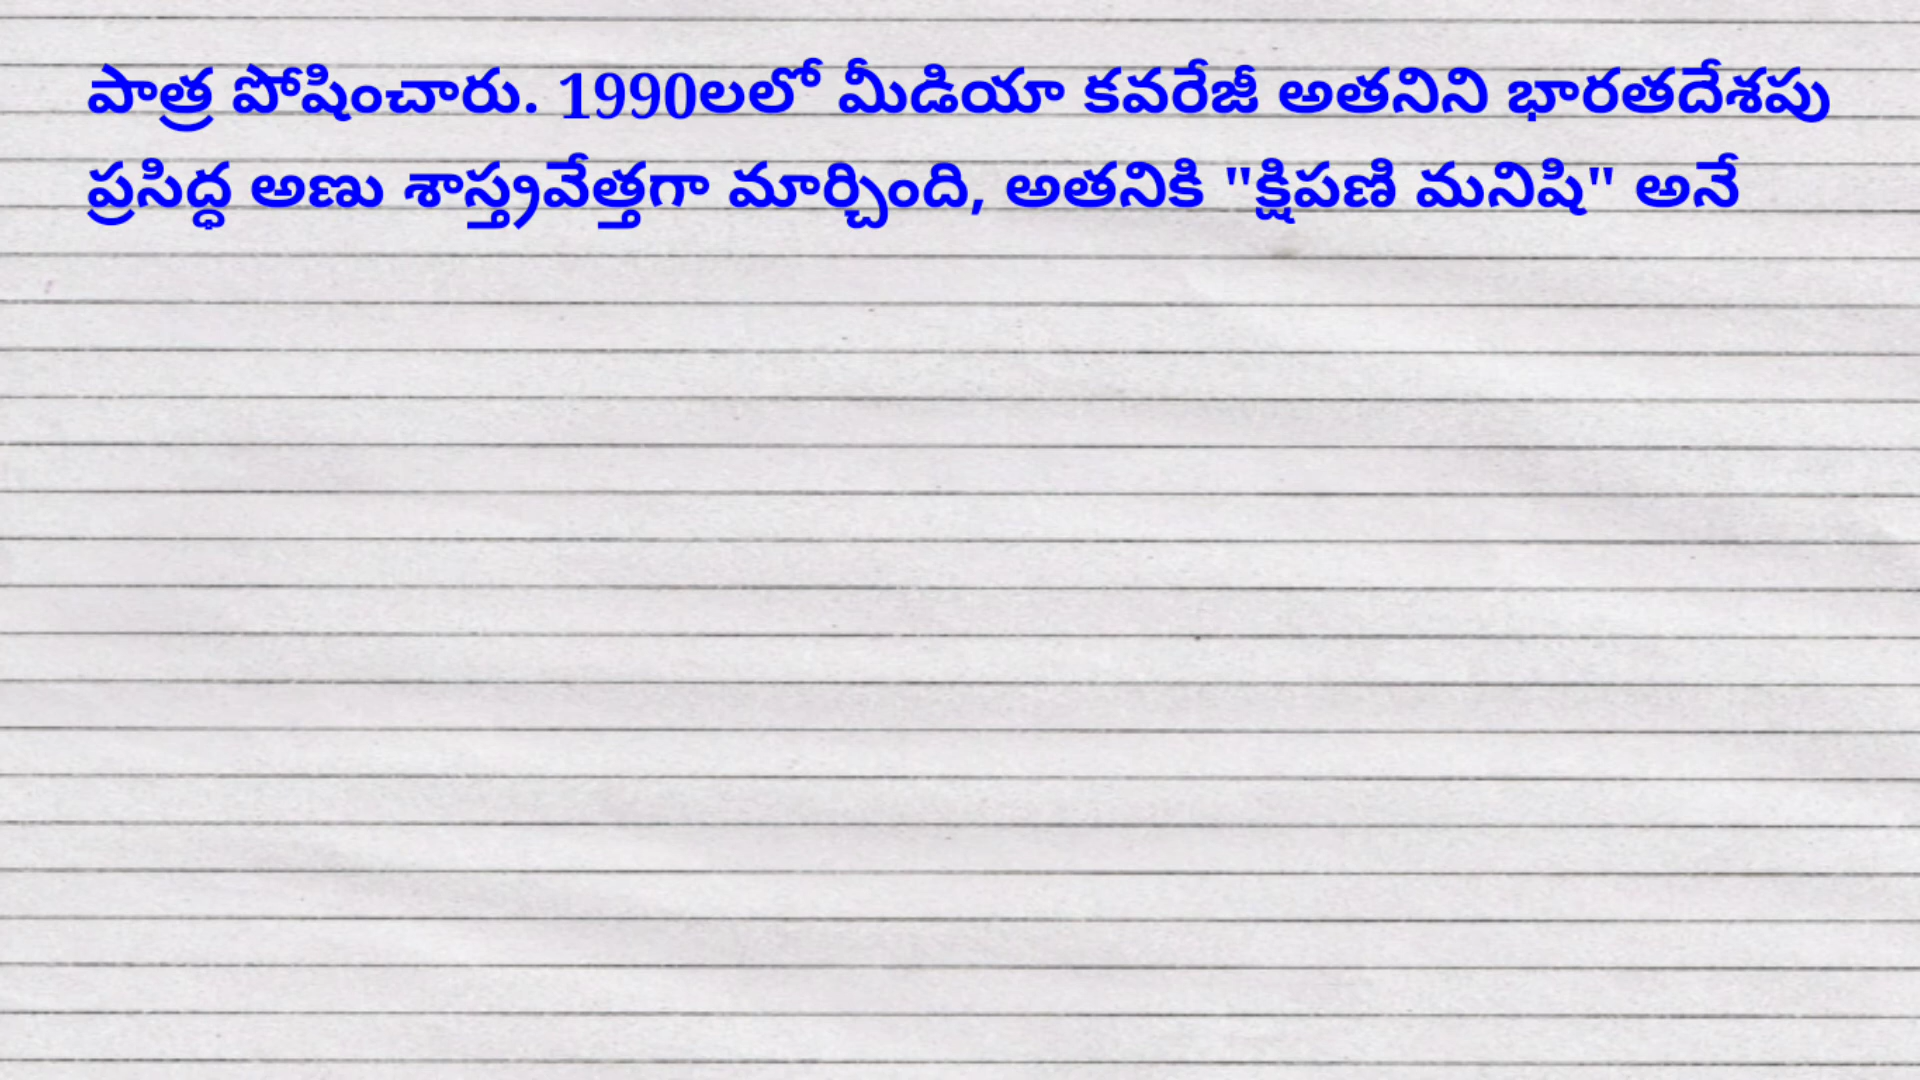 పాత్ర పోషించారు. 1990లలో మీడియా కవరేజీ అతనిని భారతదేశపు
ప్రసిద్ధ అణు శాస్త్రవేత్తగా మార్చింది, అతనికి "క్షిపణి మనిషి" అనే